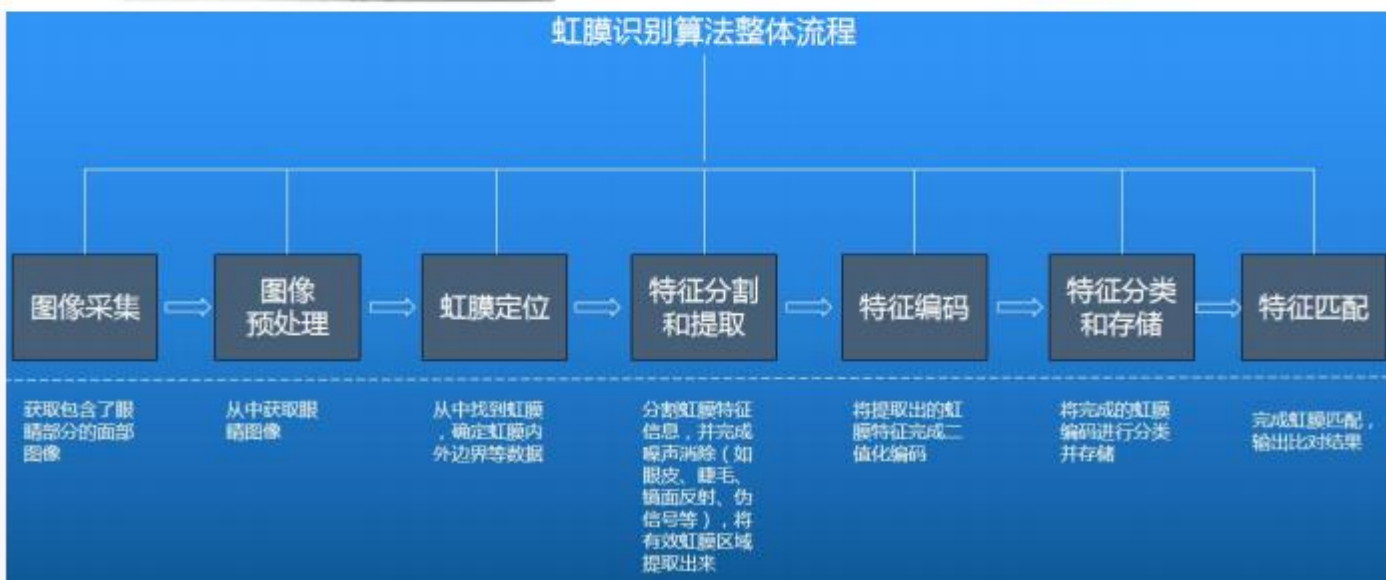 虹膜识别算法整体流程
图像采集
图像
预处理
虹膜定位
特征分割
和提取
特征编码
特征分类
和存储
特征匹配
获取包含了眼
睛部分的面部
图像
从中获取眼
睛图像
从中找到虹膜
，确定虹膜内
外边界等数据
分割虹膜特征
信息，并完成
噪声消除（如
眼皮、睫毛、
镜面反射、伪
信号等），将
有效虹膜区域
提取出来
将提取出的虹
膜特征完成二
值化编码
将完成的虹膜
编码进行分类
并存储
完成虹膜匹配，
输出比对结果